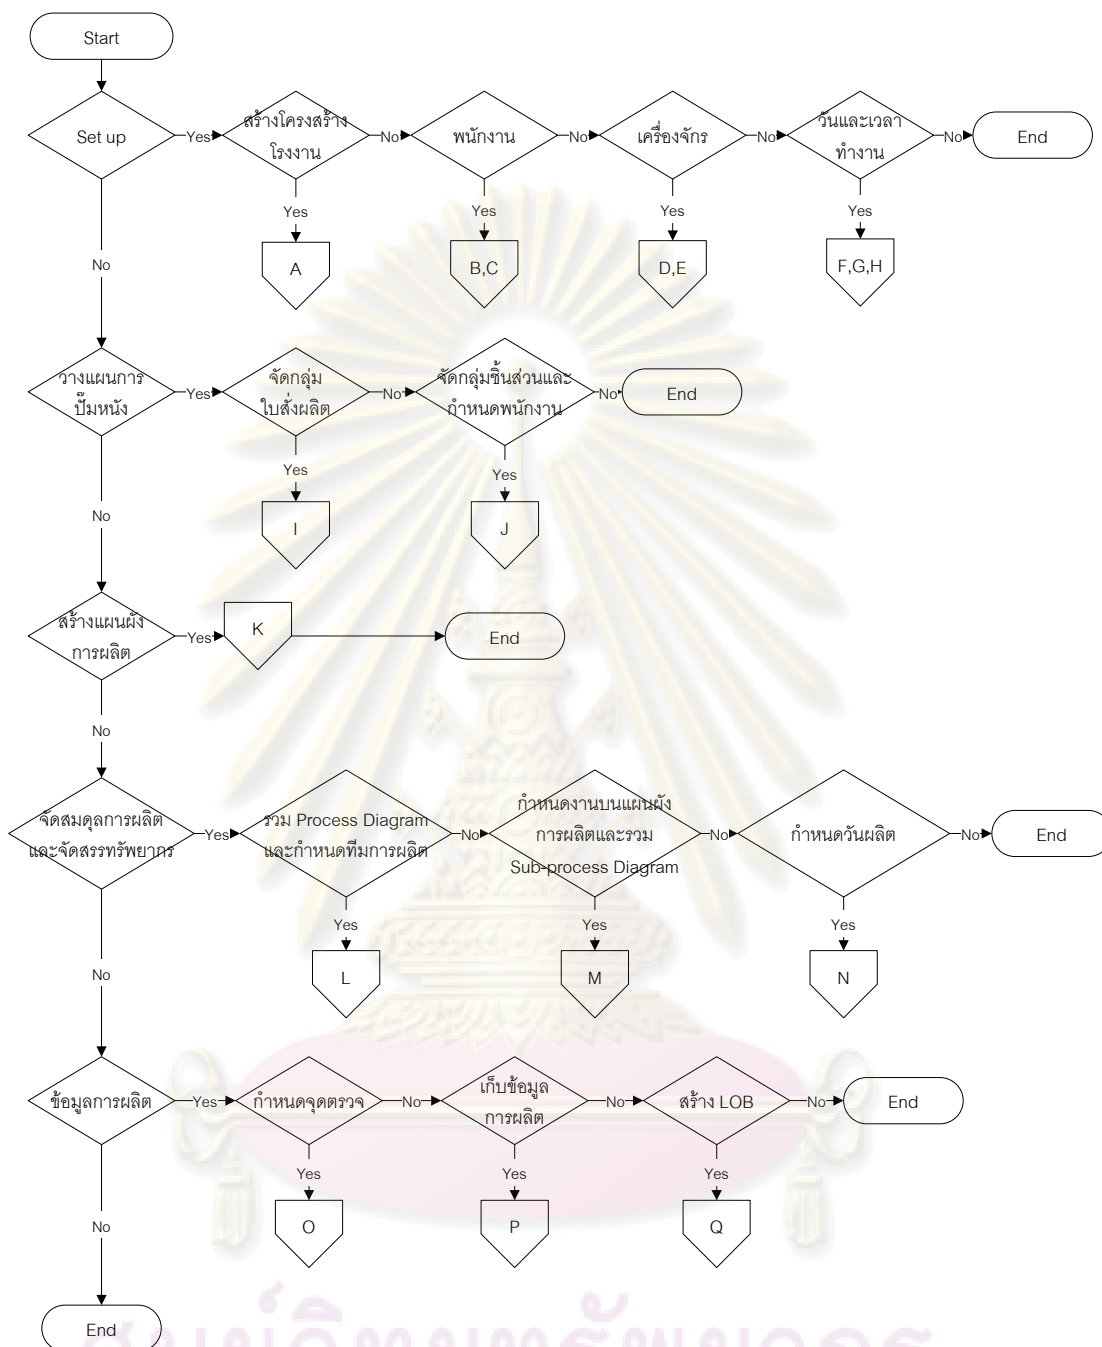 Start
Set up
Yes
สร้างโครงสร้าง
โรงงาน
No
พนักงาน
No
เครื่องจักร
No
วันและเวลา
ทำงาน
No
End
Yes
Yes
Yes
Yes
A
B,C
D,E
F,G,H
No
วางแผนการ
ปั๊มหนัง
Yes
จัดกลุ่ม
ใบสั่งผลิต
No
จัดกลุ่มชิ้นส่วนและ
กำหนดพนักงาน
No
End
Yes
Yes
I
J
No
สร้างแผนผัง
การผลิต
Yes
K
End
No
จัดสมดุลการผลิต
และจัดสรรทรัพยากร
Yes
รวม Process Diagram
และกำหนดทีมการผลิต
No
กำหนดงานบนแผนผัง
การผลิตและรวม
Sub-process Diagram
No
กำหนดวันผลิต
No
End
Yes
Yes
Yes
L
M
N
No
ข้อมูลการผลิต
Yes
กำหนดจุดตรวจ
No
เก็บข้อมูล
การผลิต
No
สร้าง LOB
No
End
Yes
Yes
Yes
O
P
Q
No
End
ศูนย์วิทยทรัพยากร